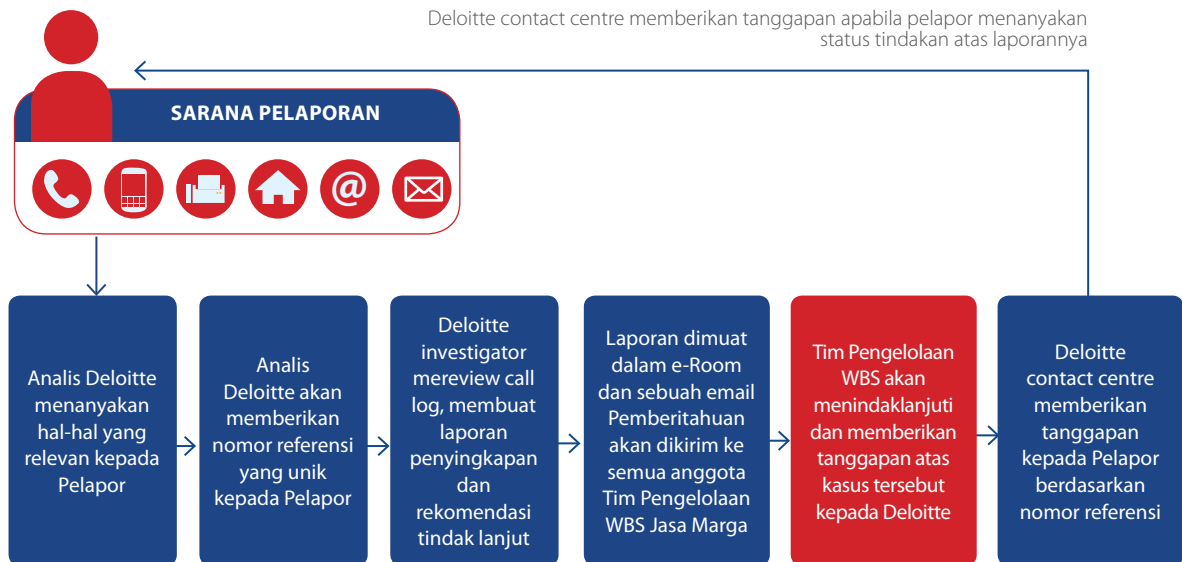 Deloitte contact centre memberikan tanggapan apabila pelapor menanyakan
status tindakan atas laporannya
SARANA PELAPORAN
@
Analis Deloitte
menanyakan
hal-hal yang
relevan kepada
Pelapor
Analis
Deloitte akan
memberikan
nomor referensi
yang unik
kepada Pelapor
Deloitte
investigator
mereview call
log, membuat
laporan
penyingkapan
dan
rekomendasi
tindak lanjut
Laporan dimuat
dalam e-Room
dan sebuah email
Pemberitahuan
akan dikirim ke
semua anggota
Tim Pengelolaan
WBS Jasa Marga
Tim Pengelolaan
WBS akan
menindaklanjuti
dan memberikan
tanggapan atas
kasus tersebut
kepada Deloitte
Deloitte
contact centre
memberikan
tanggapan
kepada Pelapor
berdasarkan
nomor referensi